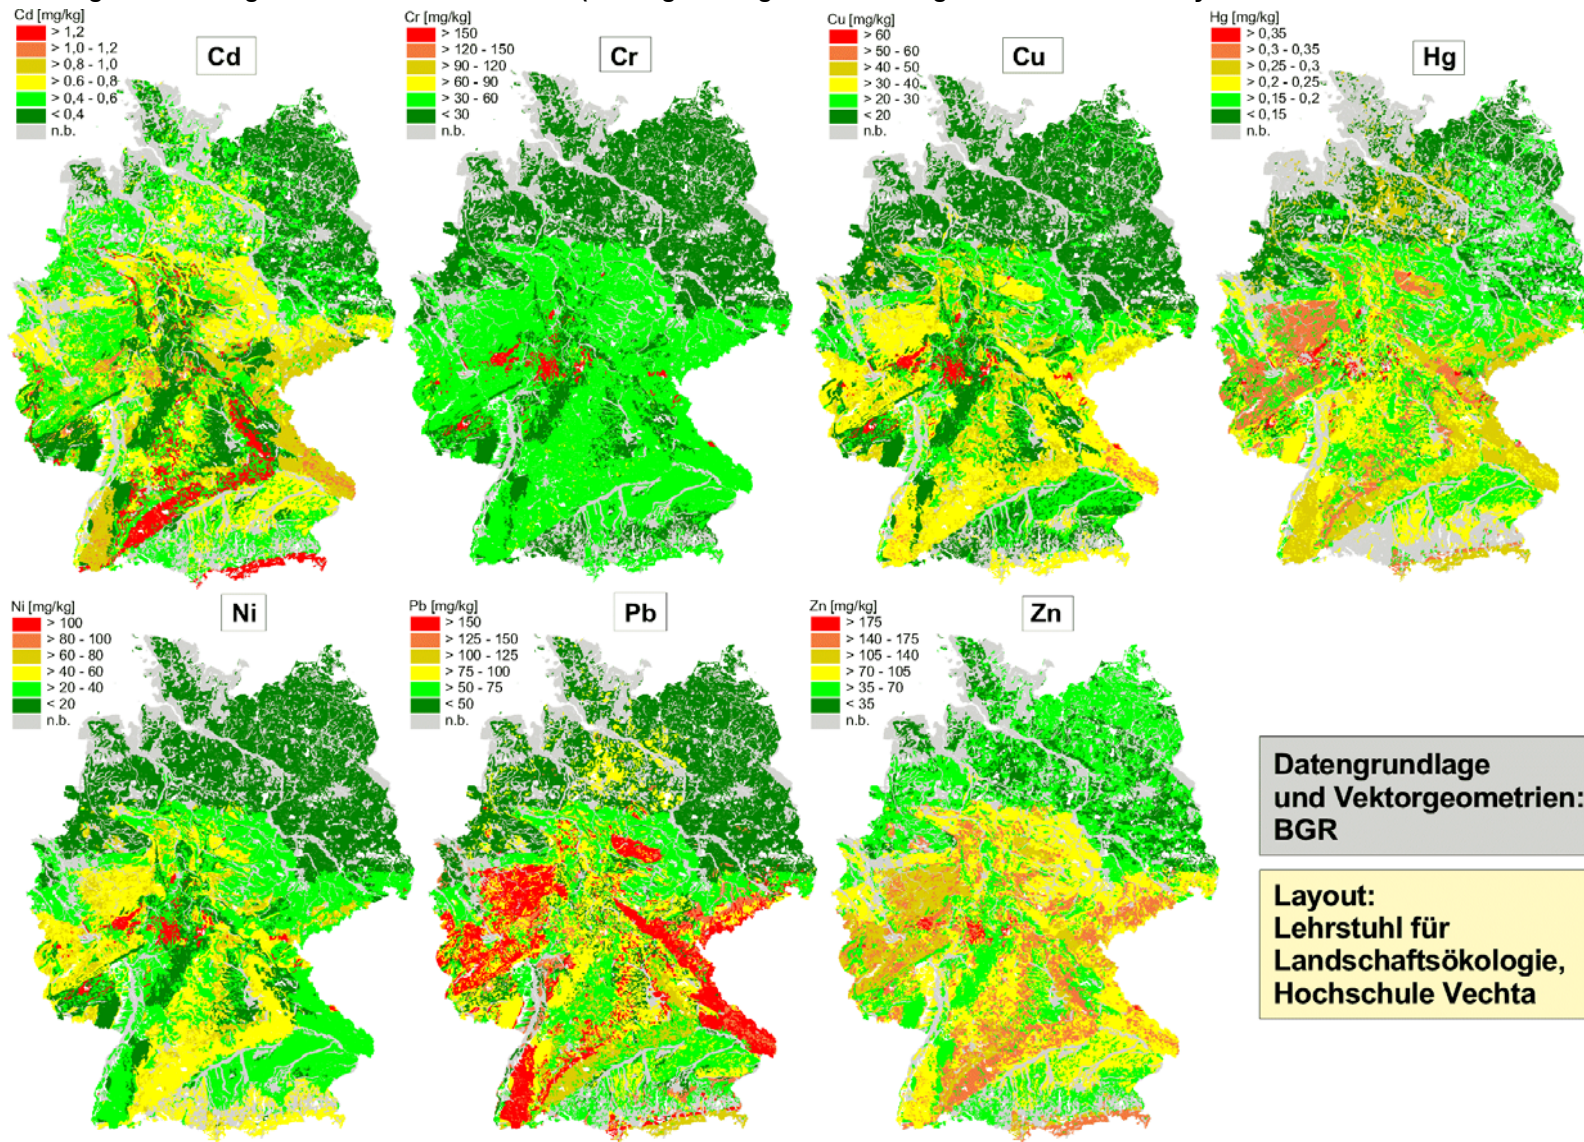 Cd [mg/kg]
> 1,2
> 1,0 - 1,2
> 0,8 - 1,0
> 0.6 - 0,8
> 0,4 - 0,6
< 0,4
n.b.
Cd
Cr [mg/kg]
> 150
> 120 - 150
> 90 - 120
> 60 - 90
> 30 - 60
< 30
n.b.
Cr
Cu [mg/kg]
> 60
> 50 - 60
> 40 - 50
> 30 - 40
> 20 - 30
< 20
n.b.
Cu
Hg [mg/kg]
> 0,35
> 0,3 - 0,35
> 0,25 - 0,3
> 0,2 - 0,25
> 0,15 - 0,2
< 0,15
n.b.
Hg
Ni [mg/kg]
> 100
> 80 - 100
> 60 - 80
> 40 - 60
> 20 - 40
< 20
n.b.
Ni
Pb [mg/kg]
> 150
> 125 - 150
> 100 - 125
> 75 - 100
> 50 - 75
< 50
n.b.
Pb
Zn [mg/kg]
> 175
> 140 - 175
> 105 - 140
> 70 - 105
> 35 - 70
< 35
n.b.
Zn
Datengrundlage
und Vektorgeometrien:
BGR
Layout:
Lehrstuhl für
Landschaftsökologie,
Hochschule Vechta